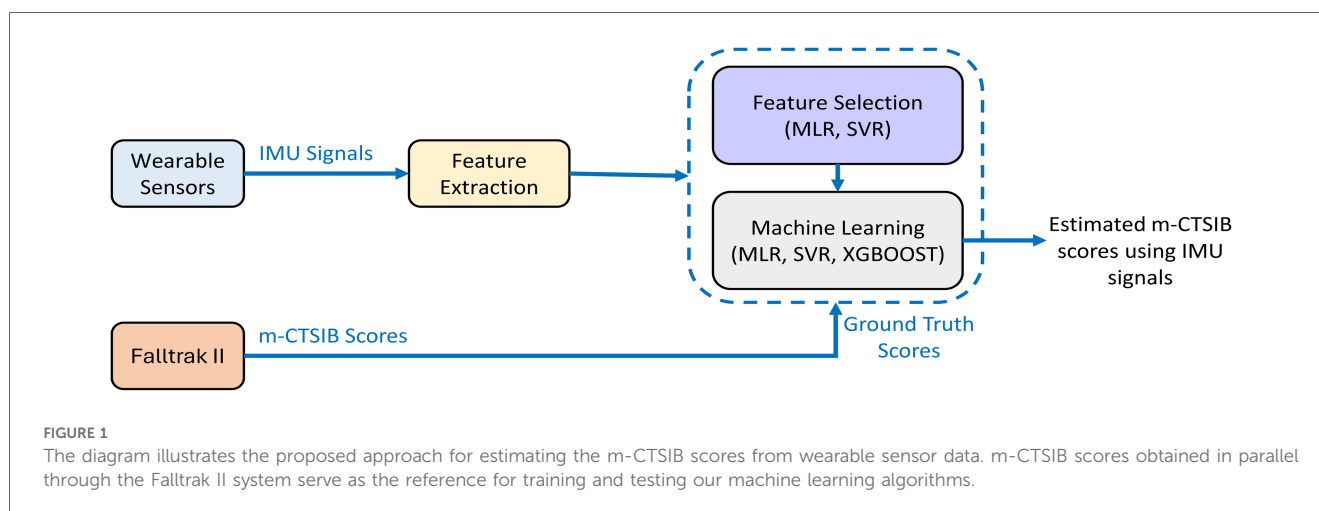 Wearable
Sensors
IMU Signals
Feature
Extraction
Feature Selection
(MLR, SVR)
Machine Learning
(MLR, SVR, XGBOOST)
Estimated m-CTSIB
scores using IMU
signals
Falltrak II
m-CTSIB Scores
Ground Truth
Scores
FIGURE 1
The diagram illustrates the proposed approach for estimating the m-CTSIB scores from wearable sensor data. m-CTSIB scores obtained in parallel
through the Falltrak II system serve as the reference for training and testing our machine learning algorithms.